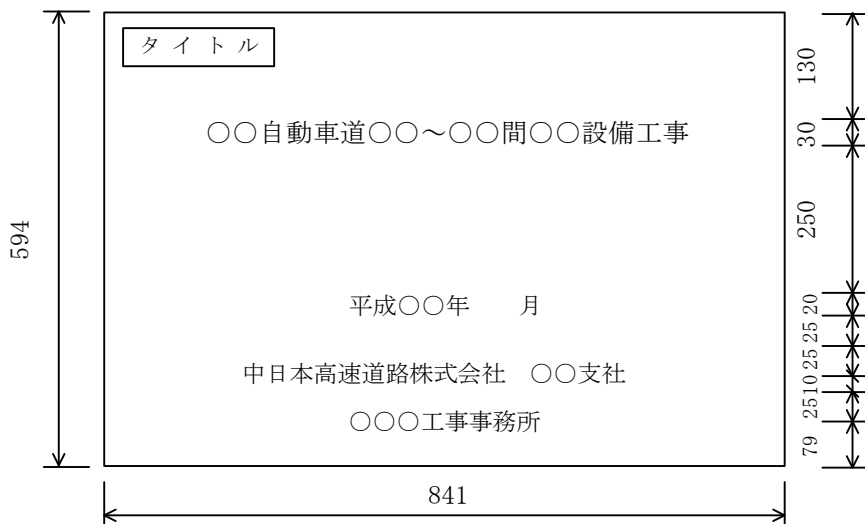 タイトル
○○自動車道○○～○○間○○設備工事
平成○○年　　月
中日本高速道路株式会社　○○支社
○○○工事事務所
594
841
130
30
250
20
25
25
10
25
79